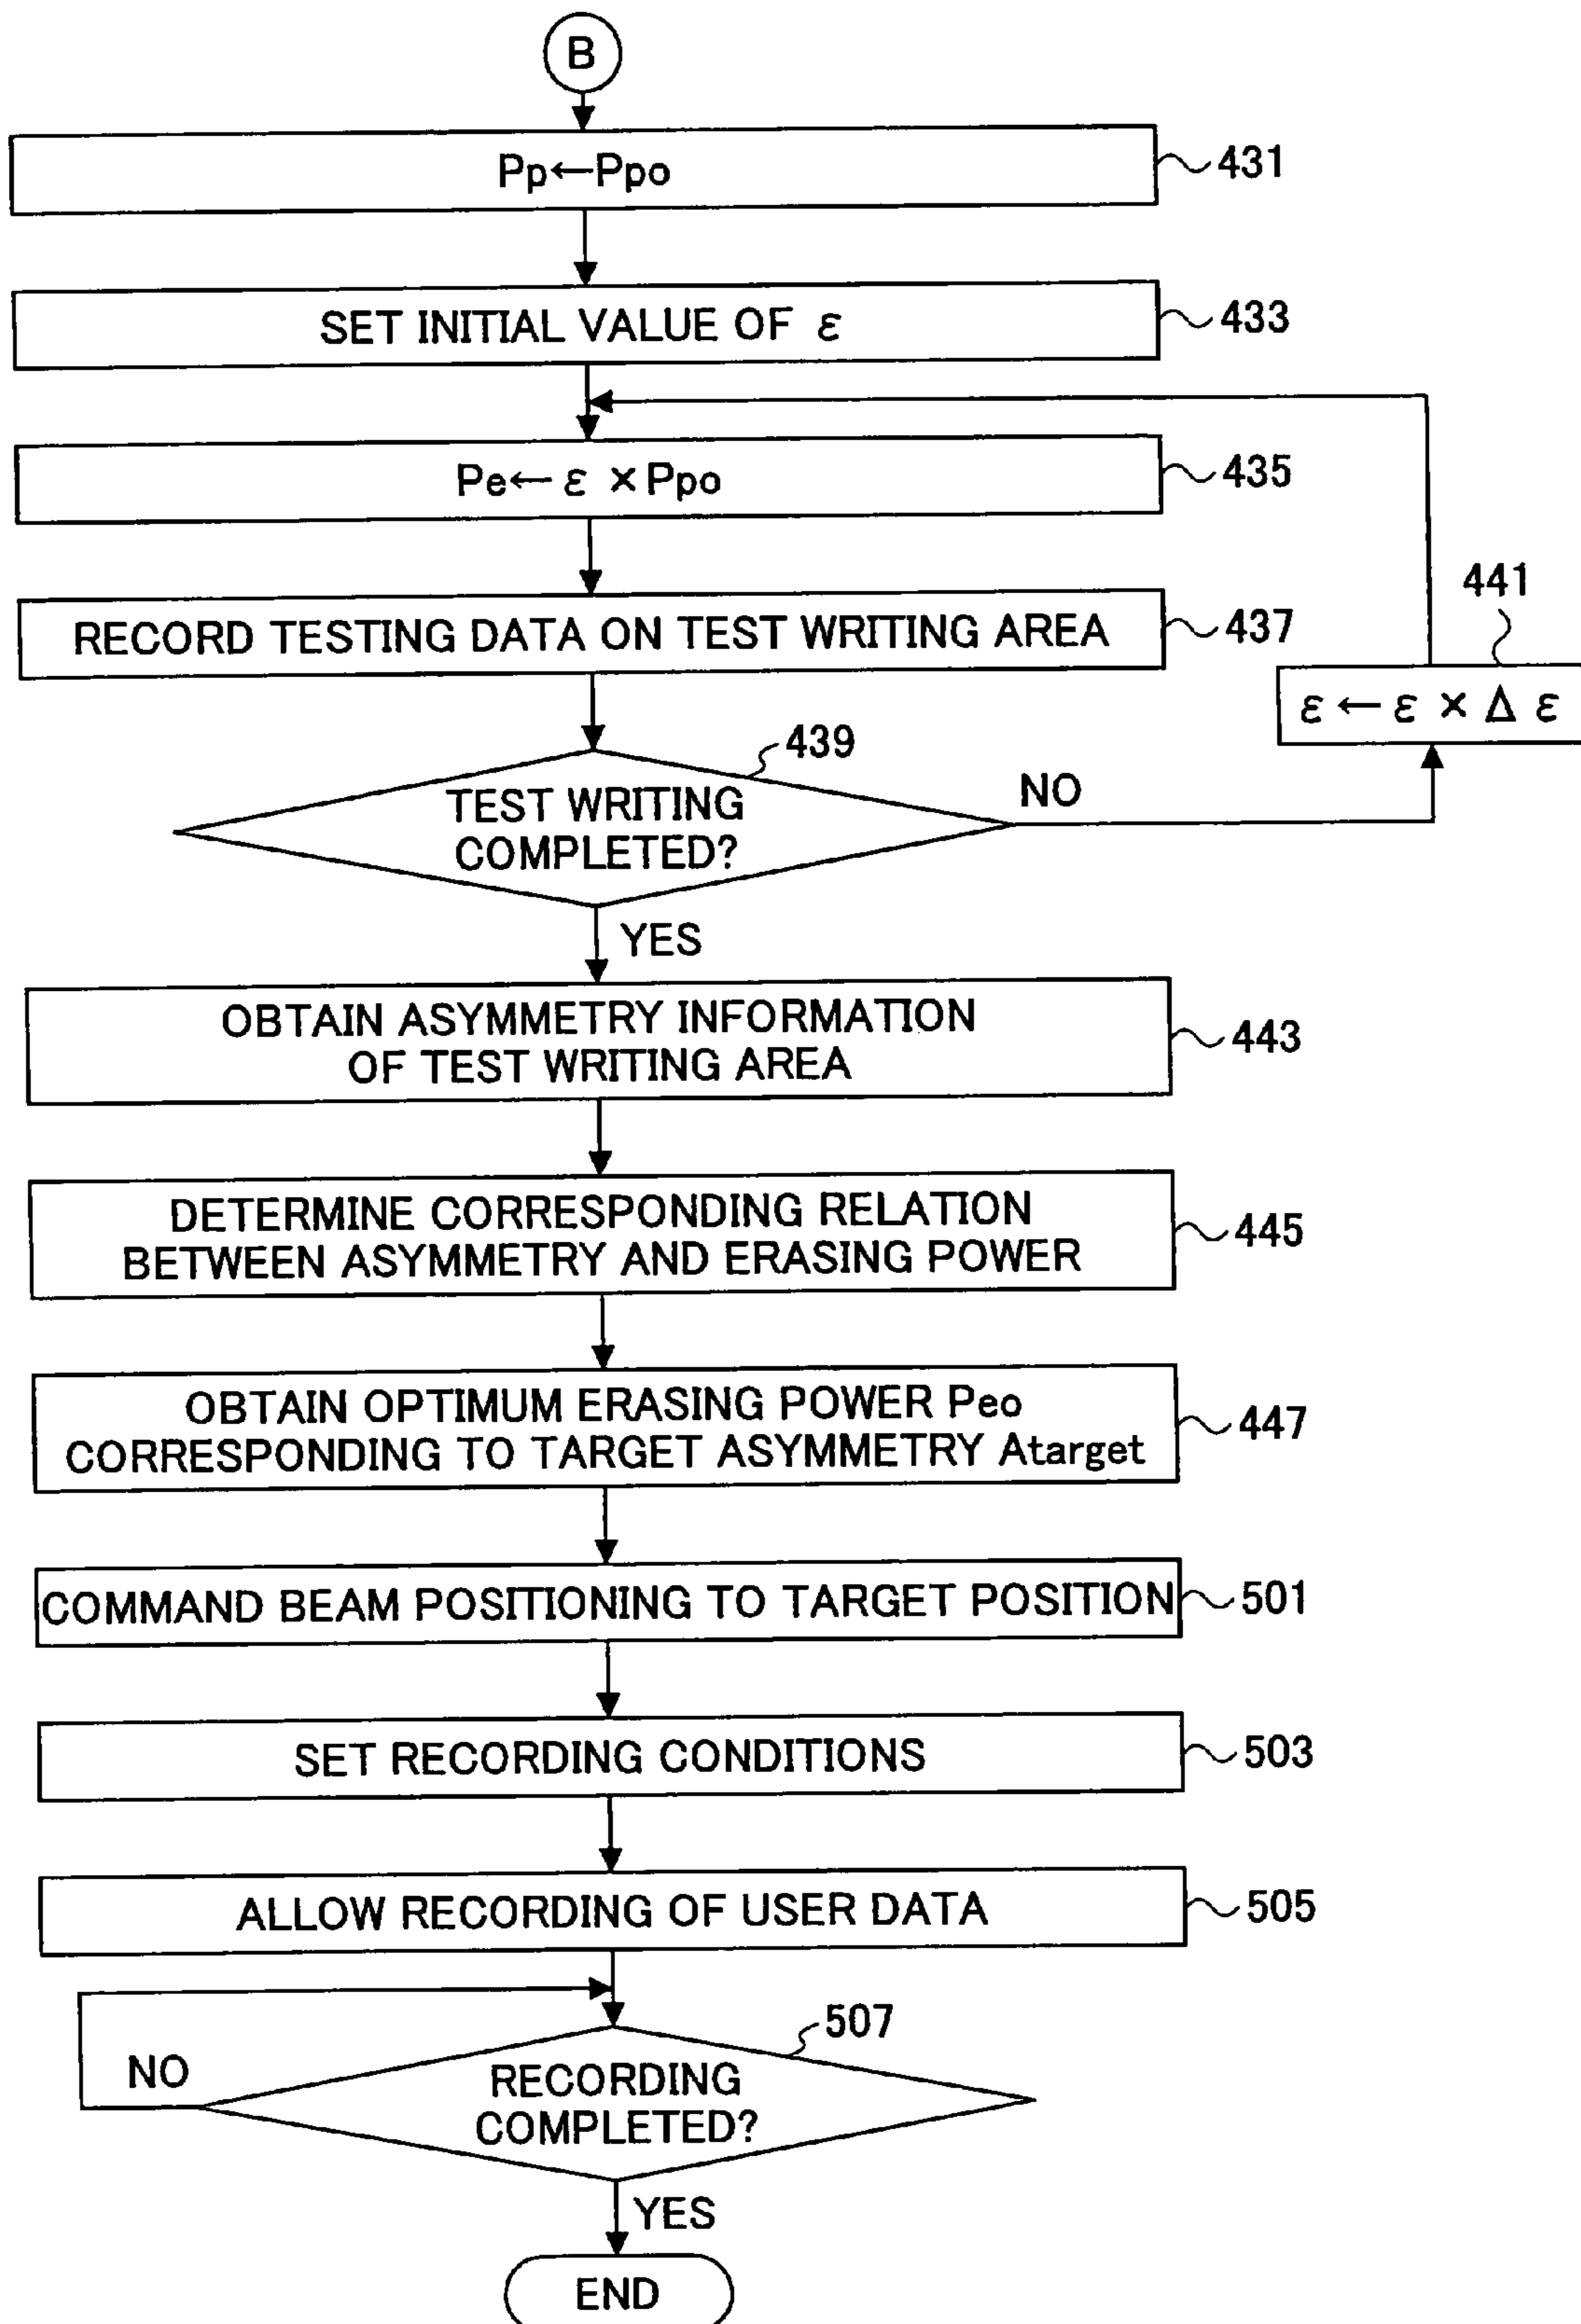 B
Pp←Ppo
431
SET INITIAL VALUE OF ε
433
Pe← ε ×Ppo
435
RECORD TESTING DATA ON TEST WRITING AREA
437
441
ε ← ε × Δ ε
439
TEST WRITING
COMPLETED?
NO
YES
OBTAIN ASYMMETRY INFORMATION
OF TEST WRITING AREA
443
DETERMINE CORRESPONDING RELATION
BETWEEN ASYMMETRY AND ERASING POWER
445
OBTAIN OPTIMUM ERASING POWER Peo
CORRESPONDING TO TARGET ASYMMETRY Atarget
447
COMMAND BEAM POSITIONING TO TARGET POSITION
501
SET RECORDING CONDITIONS
503
ALLOW RECORDING OF USER DATA
505
507
NO
RECORDING
COMPLETED?
YES
END